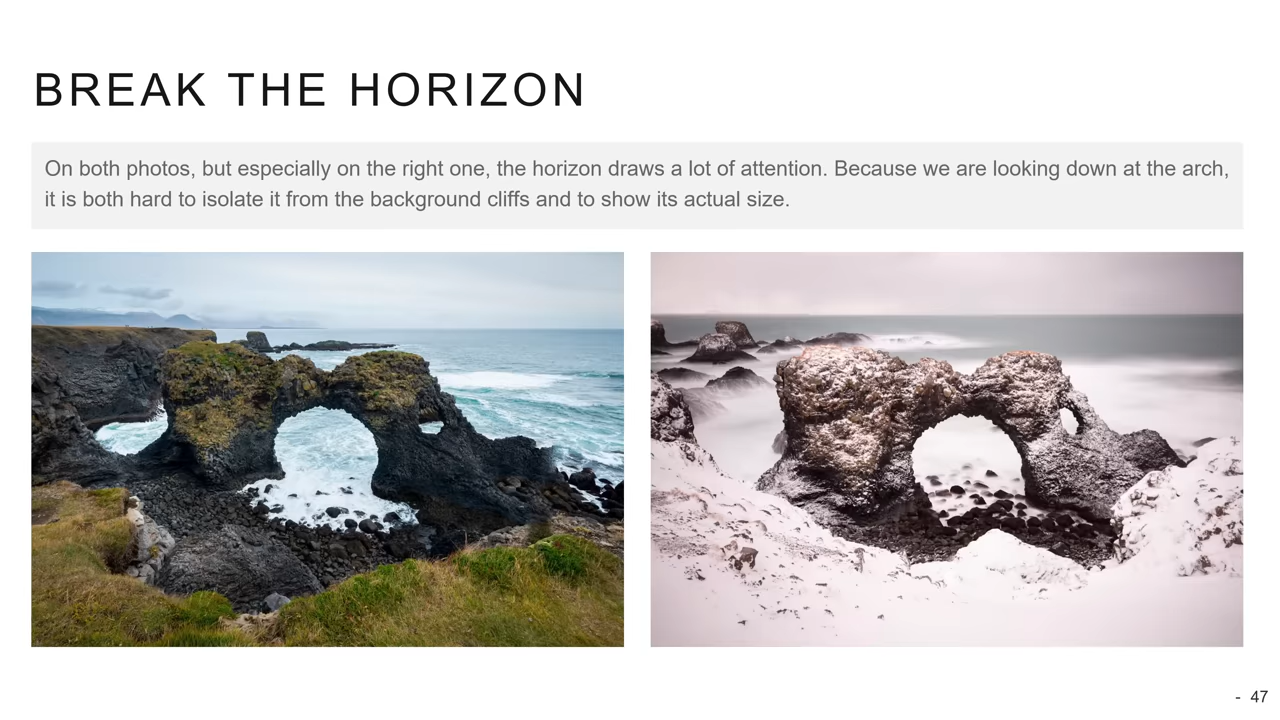 BREAK THE HORIZON
On both photos, but especially on the right one, the horizon draws a lot of attention. Because we are looking down at the arch,
it is both hard to isolate it from the background cliffs and to show its actual size.
- 47